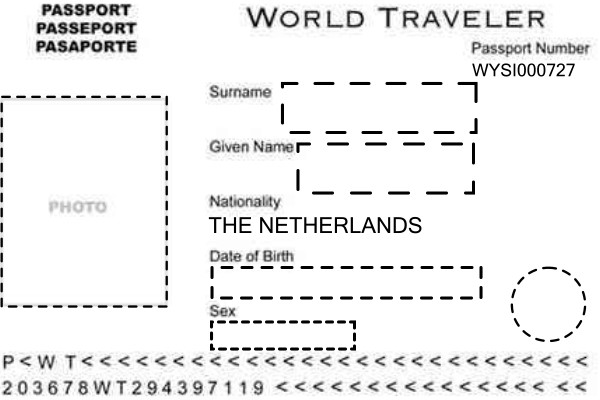 PASSPORT
PASSEPORT
PASAPORTE
WORLD TRAVELER
Passport Number
WYSI000727
Surname
Given Name
PHOTO
Nationality
THE NETHERLANDS
Date of Birth
Sex
P<WT<<<<<<<<<<<<<<<<<<<<<<<<<<<<
203678WT294397119 <<<<<<<<<<<<<<< <<